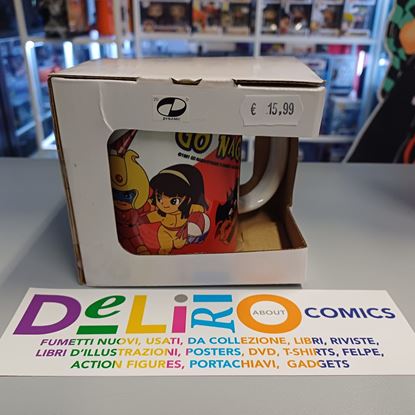 DYNAMIC
€ 15,99
GO NAG
DeLiRiO ABOUT COMICS
FUMETTI NUOVI, USATI, DA COLLEZIONE, LIBRI, RIVISTE,
LIBRI D'ILLUSTRAZIONI, POSTERS, DVD, T-SHIRTS, FELPE,
ACTION FIGURES, PORTACHIAVI, GADGETS